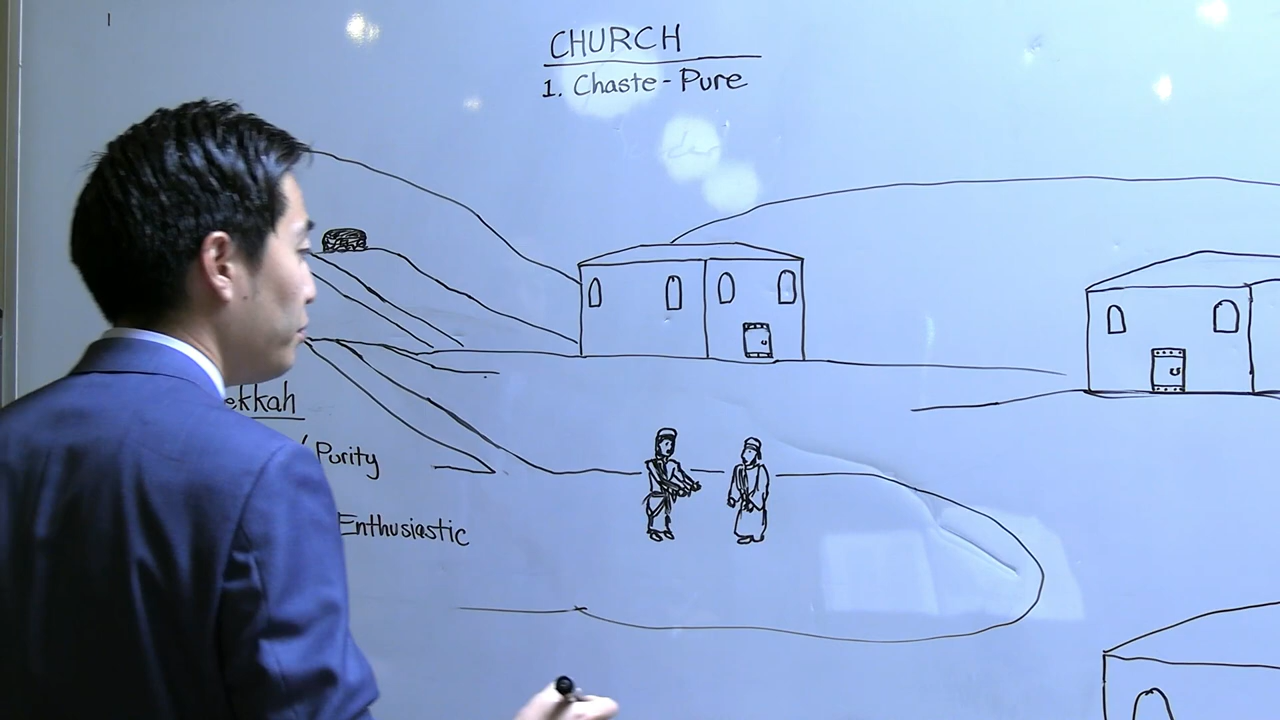 CHURCH
1. Chaste - Pure
ekkah
/ Purity
Enthusiastic